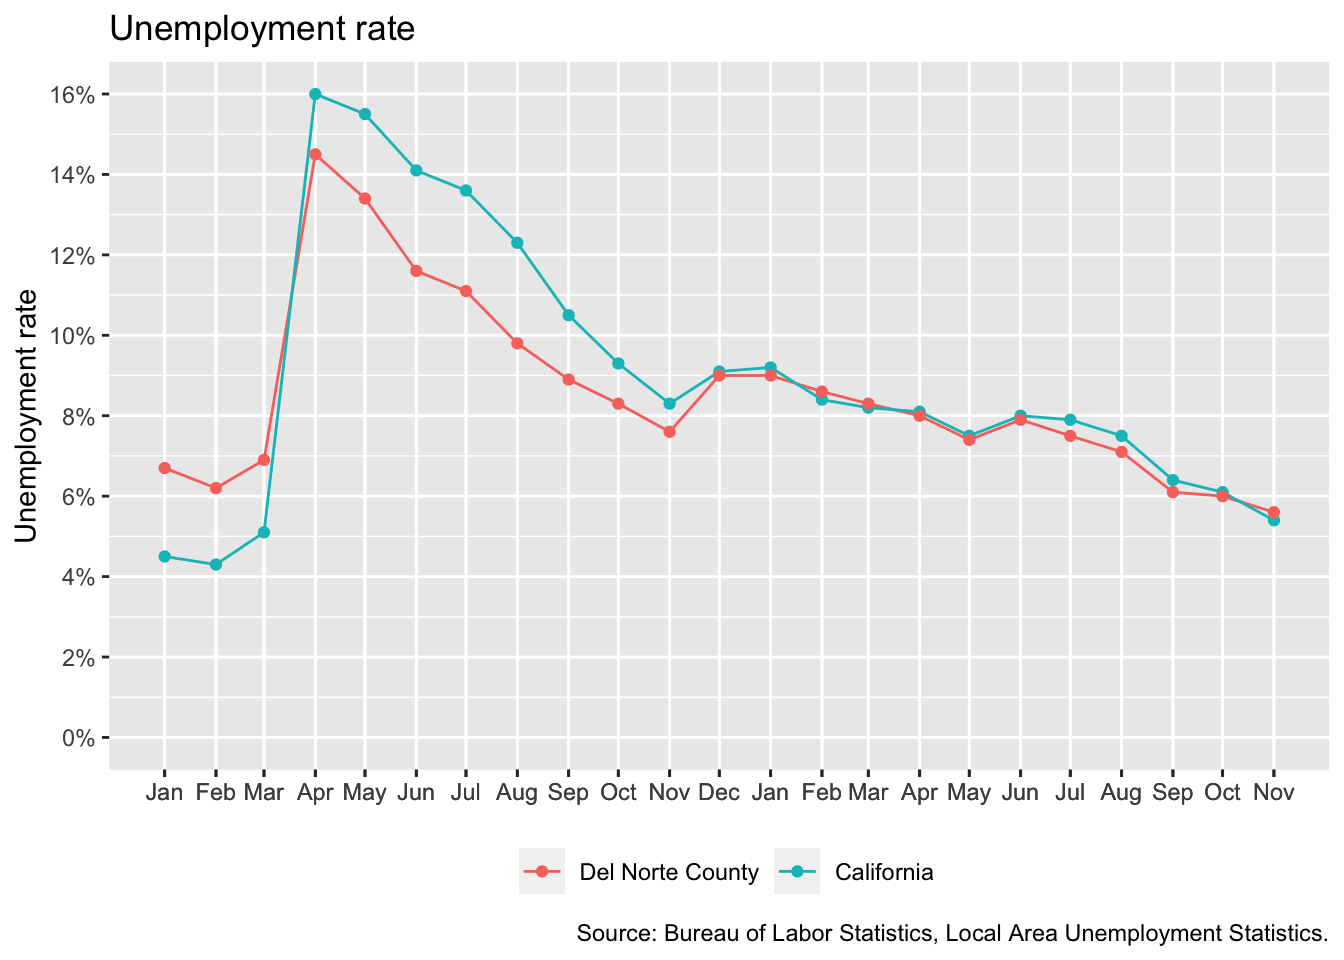 Unemployment rate
Unemployment rate
16%
14%
12%
10%
8%
6%
4%
2%
0%
Jan Feb Mar Apr May Jun Jul Aug Sep Oct Nov Dec Jan Feb Mar Apr May Jun Jul Aug Sep Oct Nov
Del Norte County California
Source: Bureau of Labor Statistics, Local Area Unemployment Statistics.